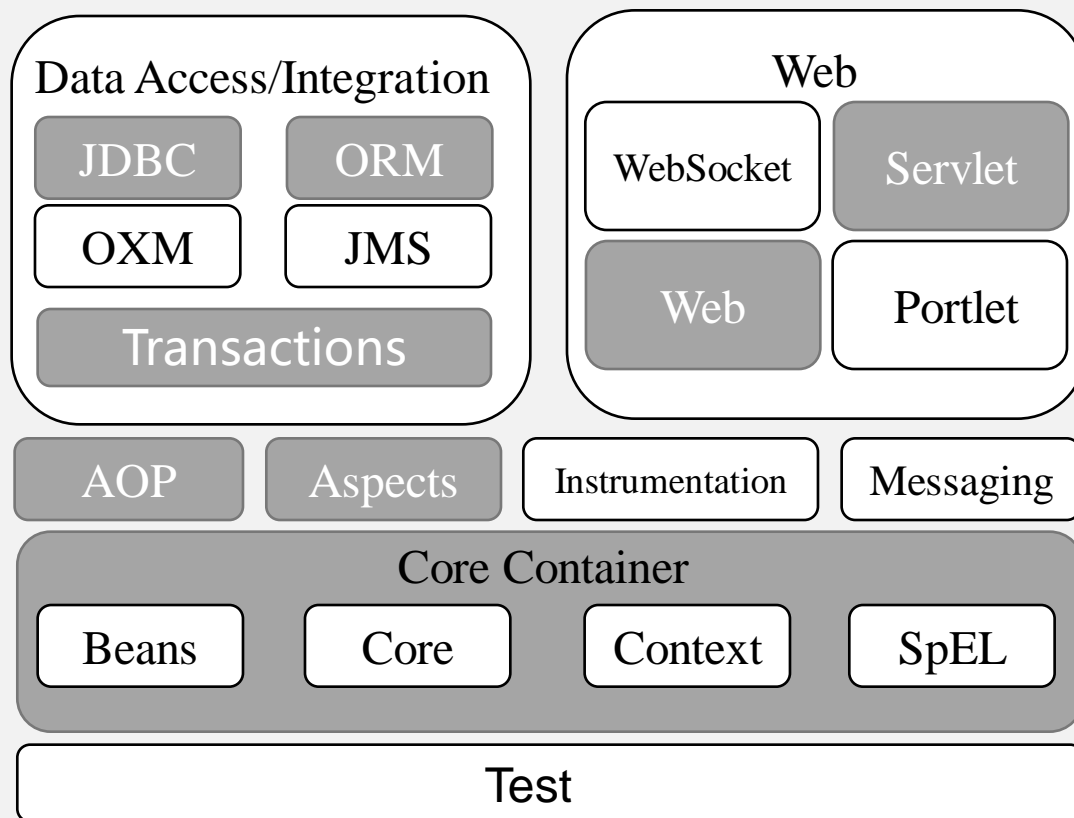 Data Access/Integration
JDBC
ORM
OXM
JMS
Transactions
Web
WebSocket
Servlet
Web
Portlet
AOP
Aspects
Instrumentation
Messaging
Core Container
Beans
Core
Context
SpEL
Test